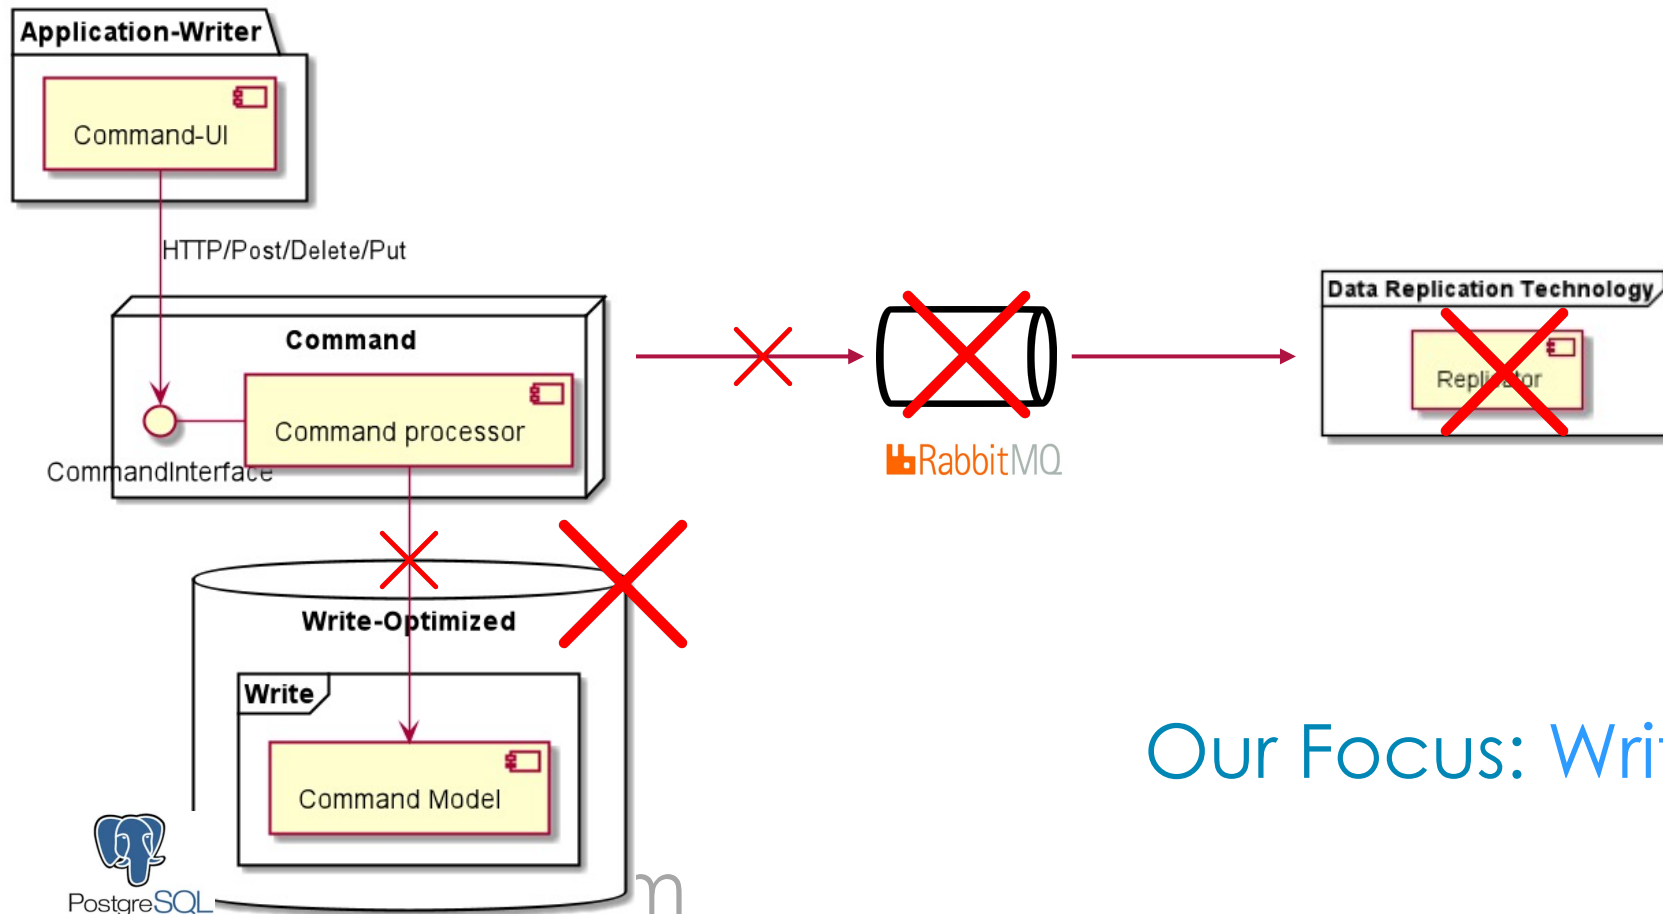 Application-Writer
Command-UI
HTTP/Post/Delete/Put
Command
Command processor
CommandInterface
RabbitMQ
Data Replication Technology
Write-Optimized
Write
Command Model
PostgreSQL
Our Focus: